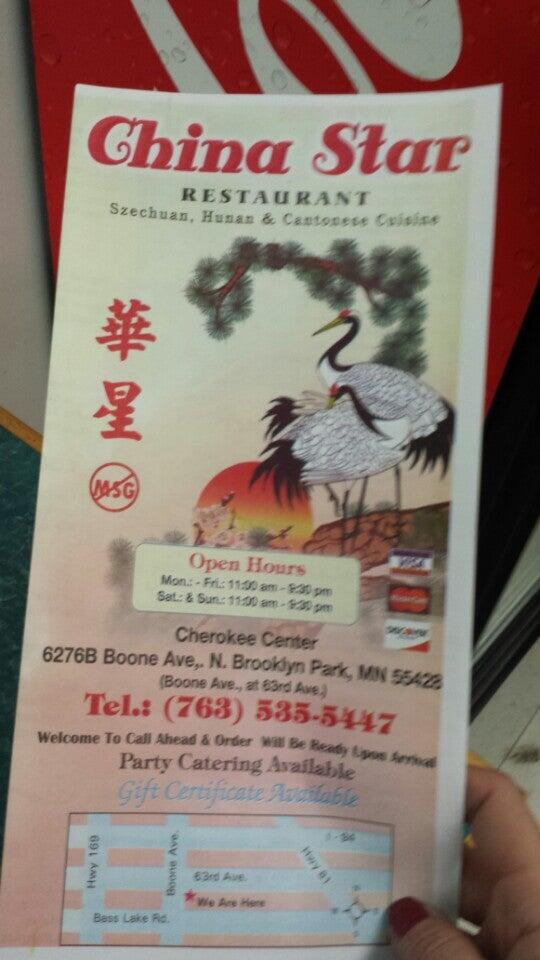 China Star
RESTAURANT
Szechuan, Hunan & Cantonese Cuisine
華
星
MSG
Open Hours
Mon.: - Fri.: 11:00 am - 9:30 pm
Sat.: & Sun.: 11:00 am - 9:30 pm
VISA
MasterCard
DISCOVER
Cherokee Center
6276B Boone Ave,. N. Brooklyn Park, MN 55428
(Boone Ave., at 63rd Ave.)
Tel.: (763) 535-5447
Welcome To Call Ahead & Order Will Be Ready Upon Arrival
Party Catering Available
Gift Certificate Available
Hwy 169
Boone Ave.
I-94
Hwy 81
63rd Ave.
We Are Here
Bass Lake Rd.